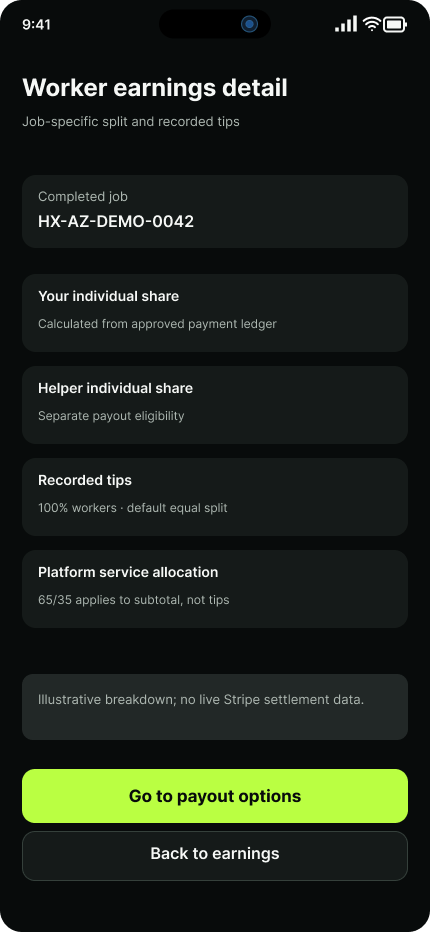 9:41
Worker earnings detail
Job-specific split and recorded tips
Completed job
HX-AZ-DEMO-0042
Your individual share
Calculated from approved payment ledger
Helper individual share
Separate payout eligibility
Recorded tips
100% workers · default equal split
Platform service allocation
65/35 applies to subtotal, not tips
Illustrative breakdown; no live Stripe settlement data.
Go to payout options
Back to earnings